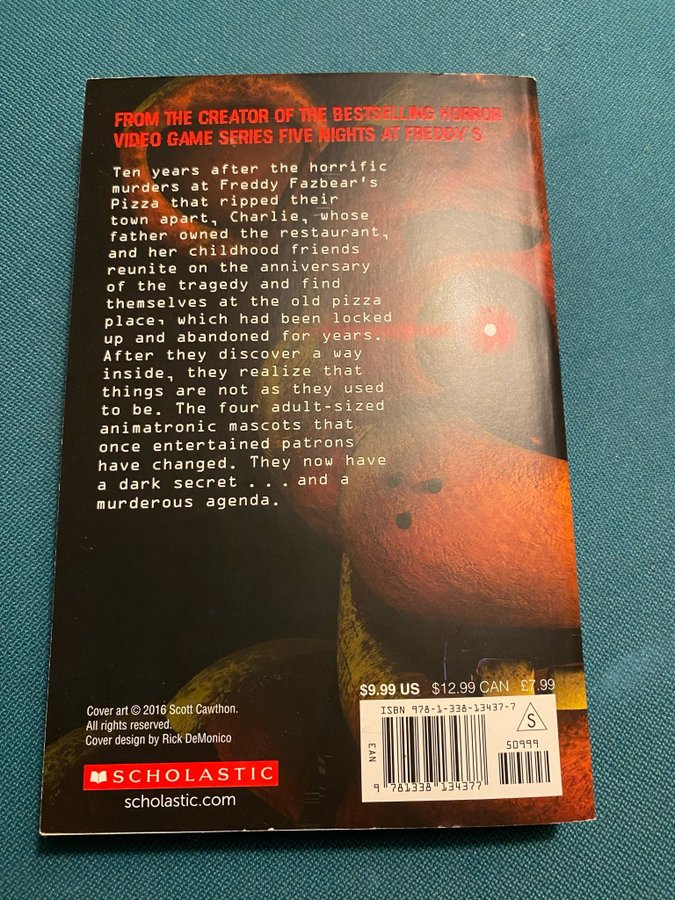 FROM THE CREATOR OF THE BESTSELLING HORROR
VIDEO GAME SERIES FIVE NIGHTS AT FREDDY'S
Ten years after the horrific
murders at Freddy Fazbear's
Pizza that ripped their
town apart, Charlie, whose
father owned the restaurant,
and her childhood friends
reunite on the anniversary
of the tragedy and find
themselves at the old pizza
place, which had been locked
up and abandoned for years.
After they discover a way
inside, they realize that
things are not as they used
to be. The four adult-sized
animatronic mascots that
once entertained patrons
have changed. They now have
a dark secret . . . and a
murderous agenda.
Cover art © 2016 Scott Cawthon.
All rights reserved.
Cover design by Rick DeMonico
SCHOLASTIC
scholastic.com
$9.99 US $12.99 CAN £7.99
ISBN 978-1-338-13437-7
S
50999
EAN
9 781338 134377